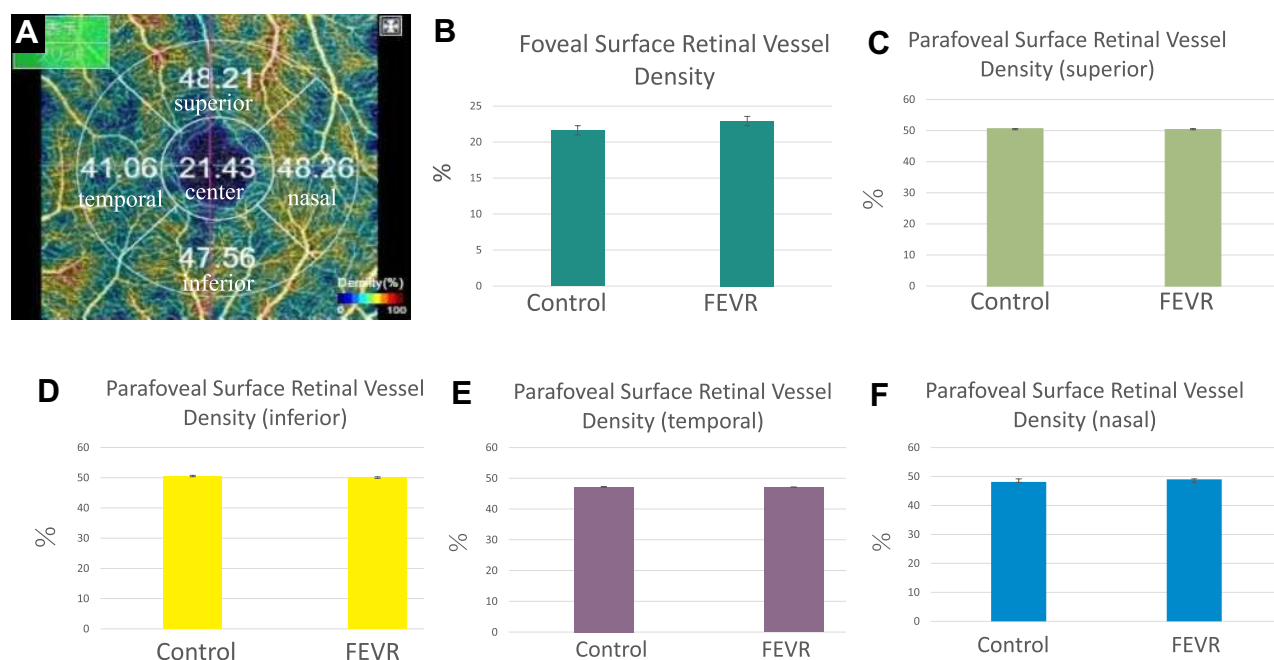 A
48.21
superior
41.06
21.43
48.26
temporal
center
nasal
47.56
inferior
Density(%)
0
100
B
Foveal Surface Retinal Vessel
Density
25
20
15
10
5
0
%
Control
FEVR
C
Parafoveal Surface Retinal Vessel
Density (superior)
60
50
40
30
20
10
0
%
Control
FEVR
D
Parafoveal Surface Retinal Vessel
Density (inferior)
60
50
40
30
20
10
0
%
Control
FEVR
E
Parafoveal Surface Retinal Vessel
Density (temporal)
60
50
40
30
20
10
0
%
Control
FEVR
F
Parafoveal Surface Retinal Vessel
Density (nasal)
60
50
40
30
20
10
0
%
Control
FEVR